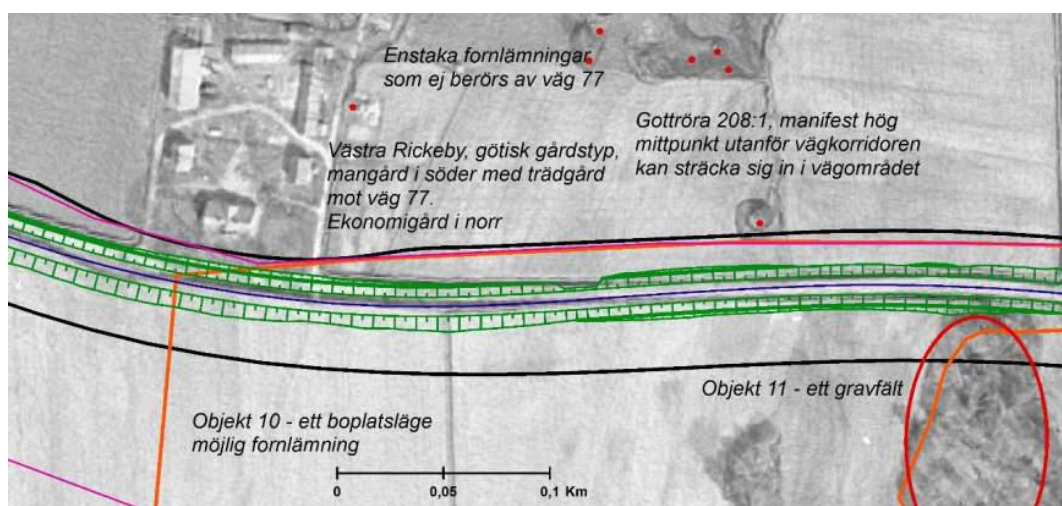 Enstaka fornlämningar
som ej berörs av väg 77
Gottröra 208:1, manifest hög
mittpunkt utanför vägkorridoren
kan sträcka sig in i vägområdet
Västra Rickeby, götisk gårdstyp,
mangård i söder med trädgård
mot väg 77.
Ekonomigård i norr
Objekt 11 - ett gravfält
Objekt 10 - ett boplatsläge
möjlig fornlämning
0 0,05 0,1 Km